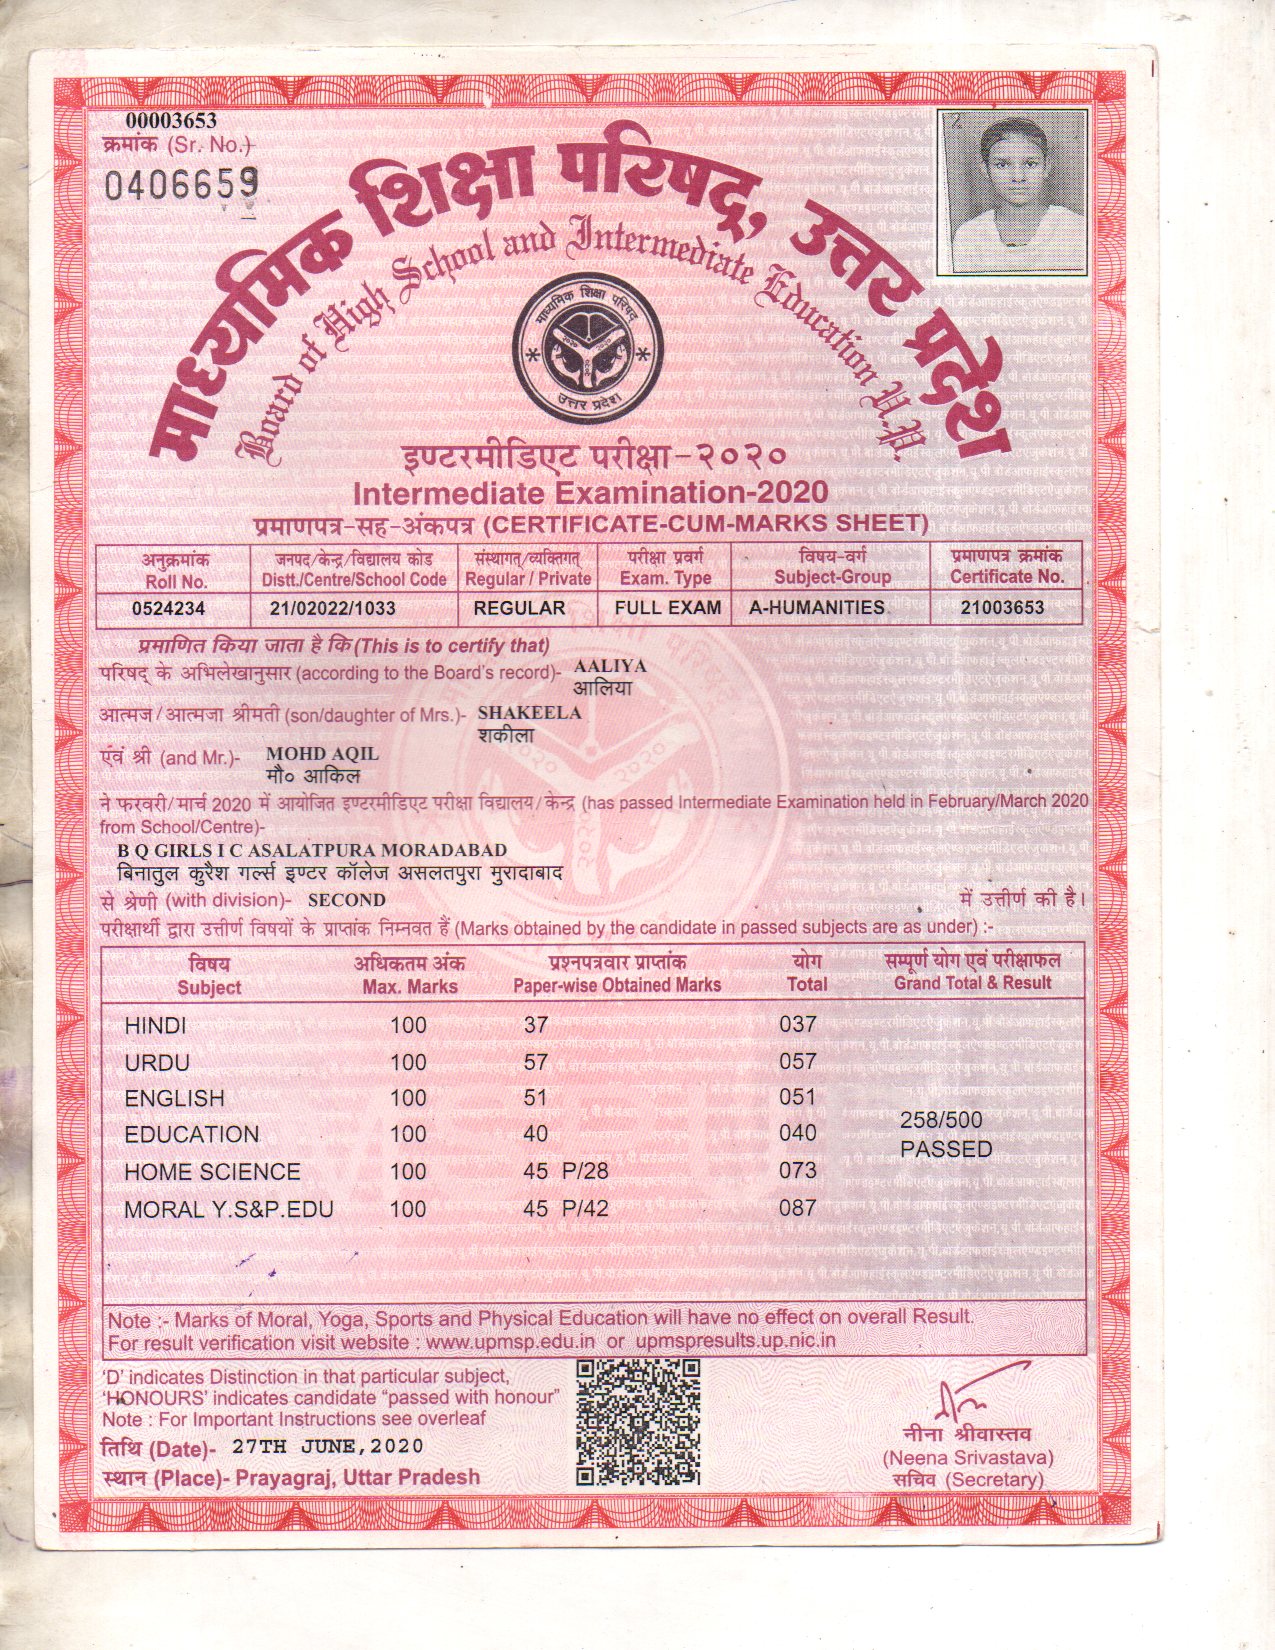 00003653
क्रमांक (Sr. No.)-
0406659
माध्यमिक शिक्षा परिषद्, उत्तर प्रदेश
Board of High School and Intermediate Education U.P.
माध्यमिक शिक्षा परिषद
उत्तर प्रदेश
इण्टरमीडिएट परीक्षा-२०२०
Intermediate Examination-2020
प्रमाणपत्र-सह-अंकपत्र (CERTIFICATE-CUM-MARKS SHEET)
अनुक्रमांक जनपद/केन्द्र/विद्यालय कोड संस्थागत्/व्यक्तिगत् परीक्षा प्रवर्ग विषय-वर्ग प्रमाणपत्र क्रमांक
Roll No. Distt./Centre/School Code Regular / Private Exam. Type Subject-Group Certificate No.
0524234 21/02022/1033 REGULAR FULL EXAM A-HUMANITIES 21003653
प्रमाणित किया जाता है कि (This is to certify that)
परिषद् के अभिलेखानुसार (according to the Board's record)- AALIYA
आलिया
आत्मज/आत्मजा श्रीमती (son/daughter of Mrs.)- SHAKEELA
शकीला
एंवं श्री (and Mr.)- MOHD AQIL
मौ० आकिल
ने फरवरी/मार्च 2020 में आयोजित इण्टरमीडिएट परीक्षा विद्यालय/केन्द्र (has passed Intermediate Examination held in February/March 2020
from School/Centre)-
B Q GIRLS I C ASALATPURA MORADABAD
बिनातुल कुरैश गर्ल्स इण्टर कॉलेज असलतपुरा मुरादाबाद
से श्रेणी (with division)- SECOND में उत्तीर्ण की है।
परीक्षार्थी द्वारा उत्तीर्ण विषयों के प्राप्तांक निम्नवत हैं (Marks obtained by the candidate in passed subjects are as under) :-
विषय अधिकतम अंक प्रश्नपत्रवार प्राप्तांक योग सम्पूर्ण योग एवं परीक्षाफल
Subject Max. Marks Paper-wise Obtained Marks Total Grand Total & Result
HINDI 100 37 037
URDU 100 57 057
ENGLISH 100 51 051
258/500
EDUCATION 100 40 040
PASSED
HOME SCIENCE 100 45 P/28 073
MORAL Y.S&P.EDU 100 45 P/42 087
Note :- Marks of Moral, Yoga, Sports and Physical Education will have no effect on overall Result.
For result verification visit website : www.upmsp.edu.in or upmspresults.up.nic.in
'D' indicates Distinction in that particular subject,
'HONOURS' indicates candidate "passed with honour"
Note : For Important Instructions see overleaf
तिथि (Date)- 27TH JUNE,2020
स्थान (Place)- Prayagraj, Uttar Pradesh
नीना श्रीवास्तव
(Neena Srivastava)
सचिव (Secretary)